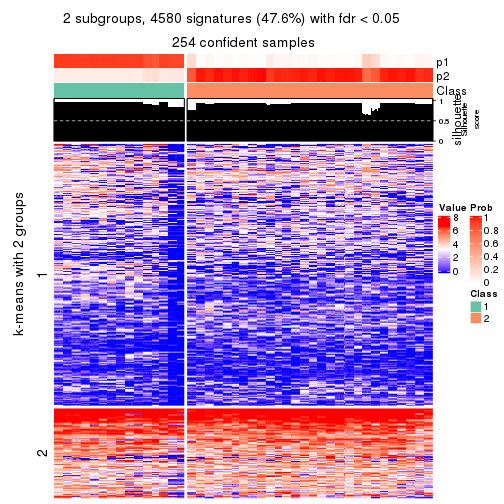 2 subgroups, 4580 signatures (47.6%) with fdr < 0.05
254 confident samples
p1
p2
Class
silhouette
Silhouette
score
1
0.5
0
k-means with 2 groups
1
2
Value
8
6
4
2
0
Prob
1
0.8
0.6
0.4
0.2
0
Class
1
2